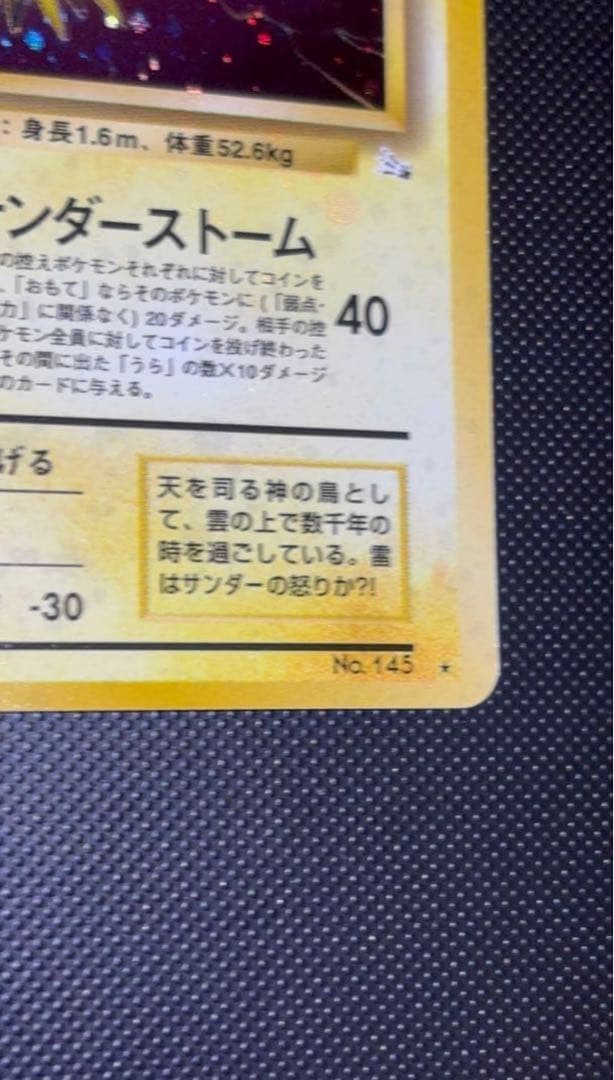 ：身長1.6m、体重52.6kg
ンダーストーム
の控えポケモンそれぞれに対してコインを
、「おもて」ならそのポケモンに(「弱点・
力」に関係なく) 20ダメージ。相手の控
ケモン全員に対してコインを投げ終わった
その間に出た「うら」の数×10ダメージ
のカードに与える。
40
げる
天を司る神の鳥とし
て、雲の上で数千年の
時を過ごしている。雷
はサンダーの怒りか?!
-30
No. 145 ★